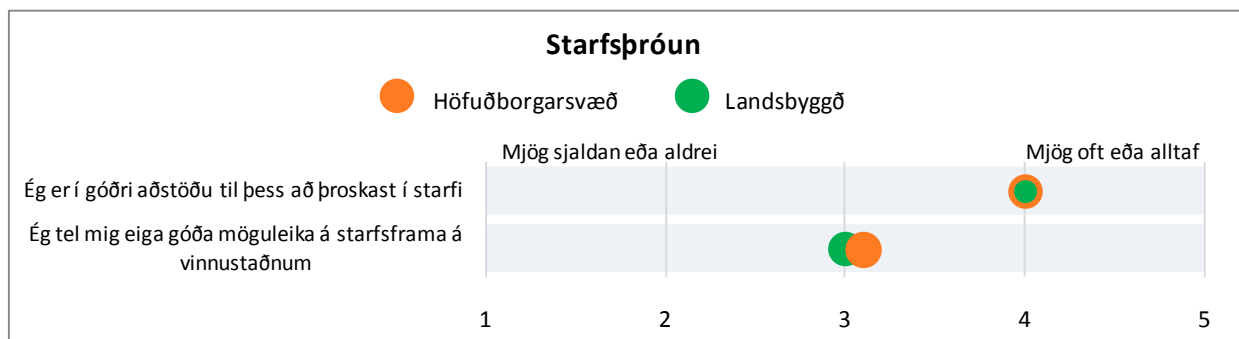 Starfsþróun
Höfuðborgarsvæð
Landsbyggð
Mjög sjaldan eða aldrei
Mjög oft eða alltaf
Ég er í góðri aðstöðu til þess að þroskast í starfi
Ég tel mig eiga góða möguleika á starfsframa á
vinnustaðnum
1 2 3 4 5